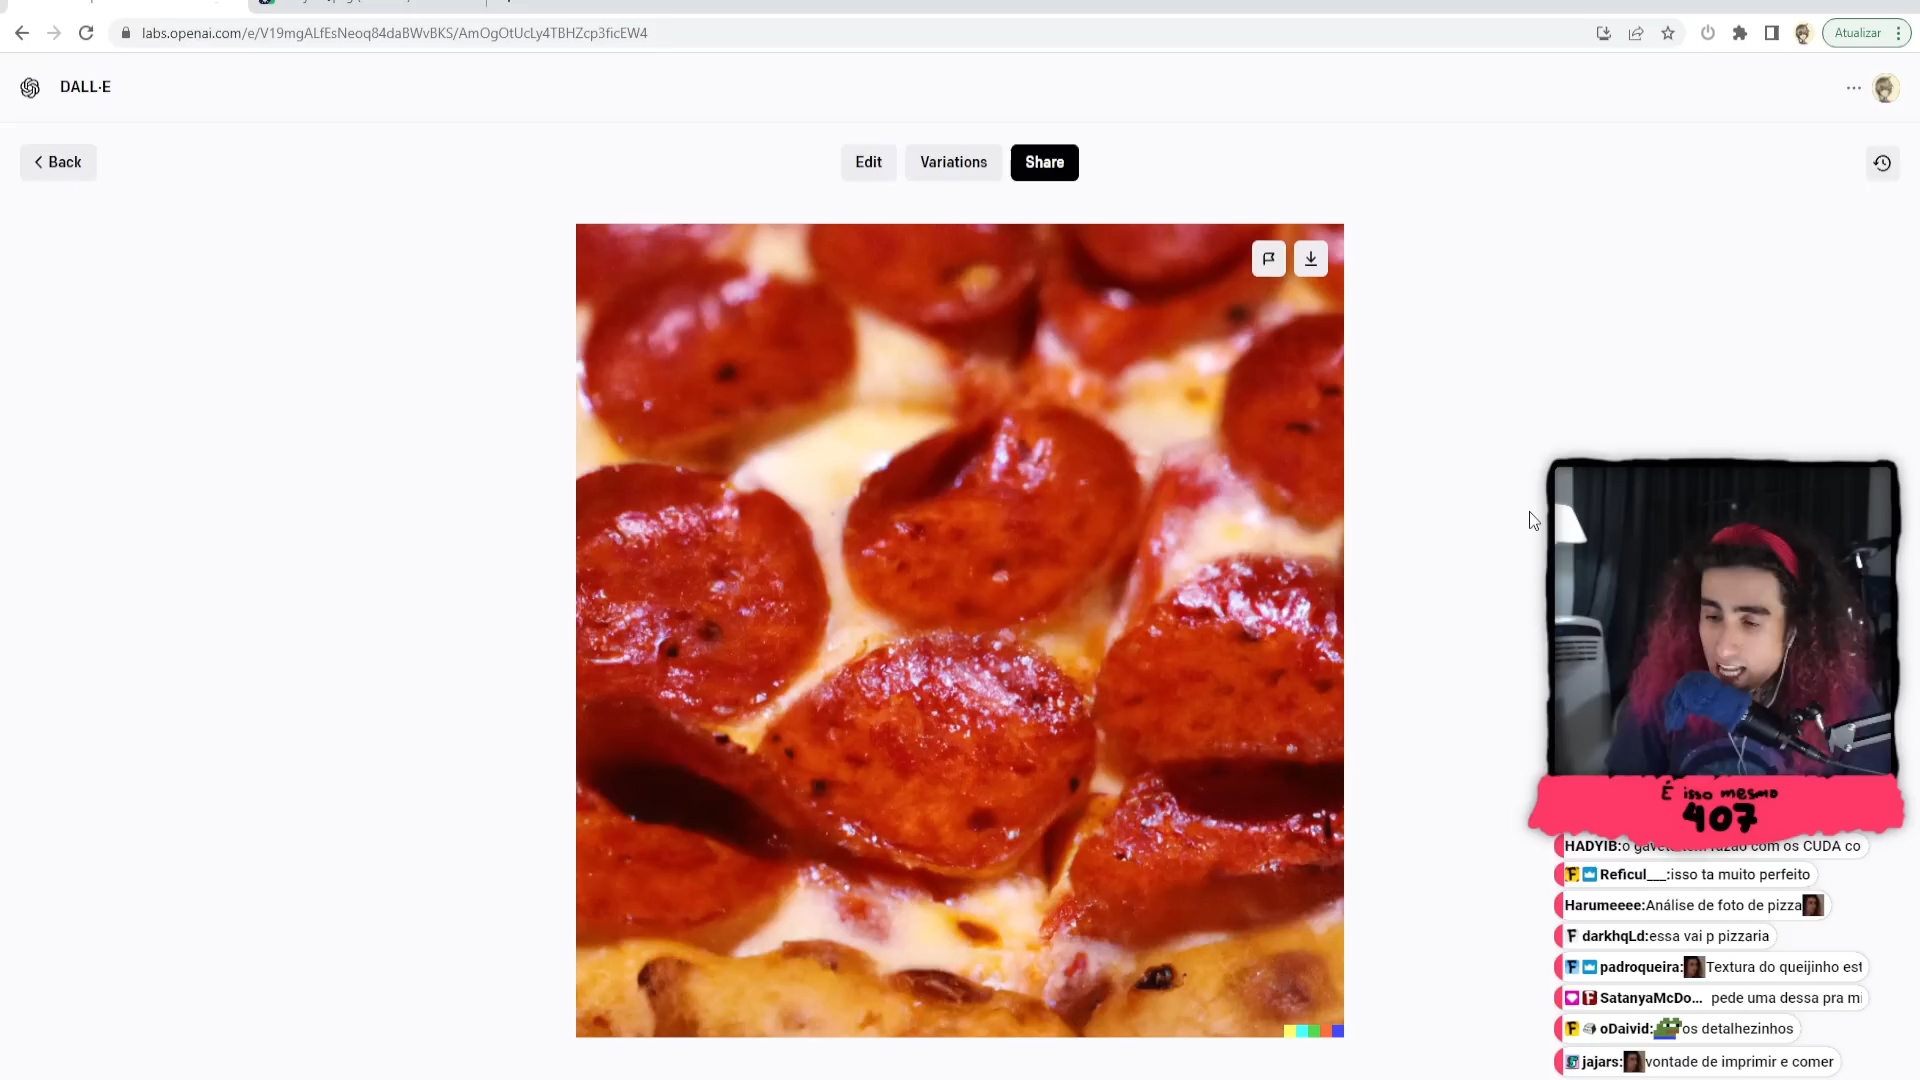 labs.openai.com/e/V19mgALfEsNeoq84daBWvBKS/AmOgOtUcLy4TBHZcp3ficEW4
Atualizar
DALL·E
Back
Edit
Variations
Share
É isso mesmo
407
HADYIB:o com os CUDA co
Reficul___:isso ta muito perfeito
Harumeeee:Análise de foto de pizza
darkhqLd:essa vai p pizzaria
padroqueira: Textura do queijinho est
SatanyaMcDo... pede uma dessa pra mi
oDaivid: os detalhezinhos
jajars: vontade de imprimir e comer